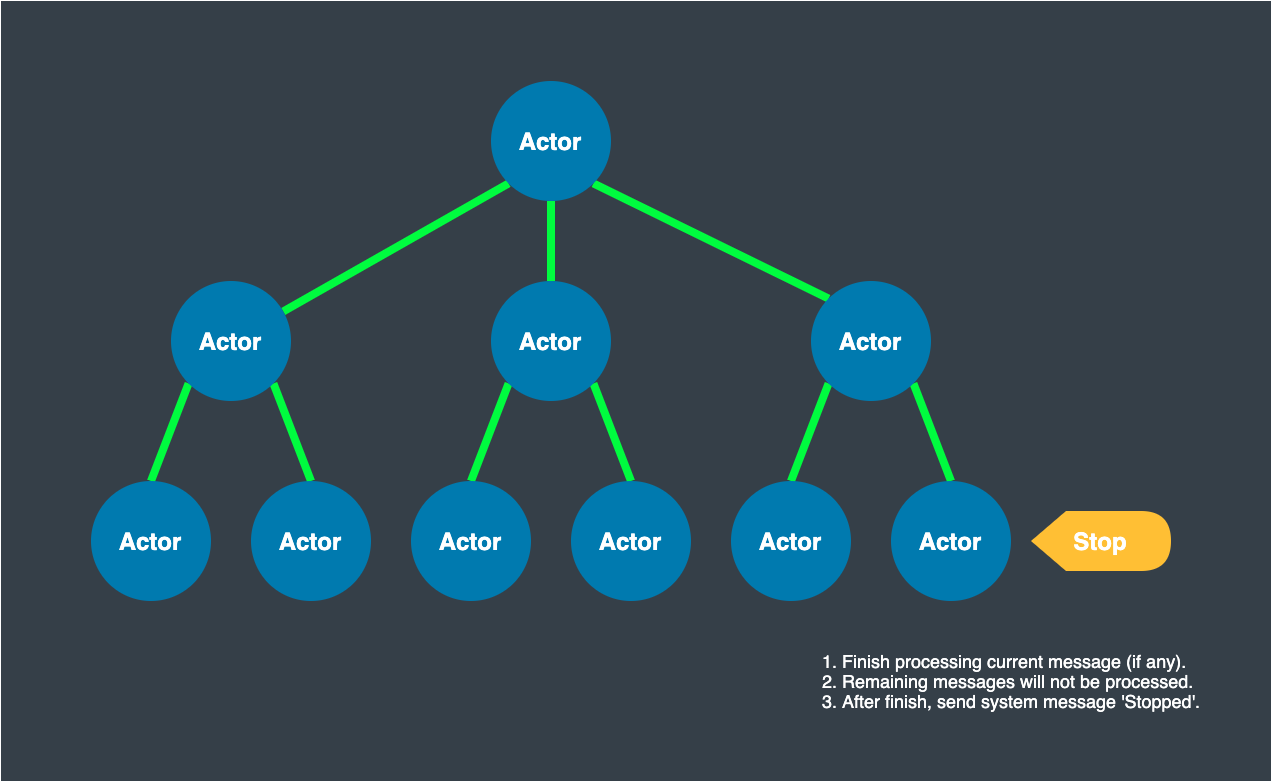 Actor
Actor
Actor
Actor
Actor
Actor
Actor
Actor
Actor
Actor
Stop
1. Finish processing current message (if any).
2. Remaining messages will not be processed.
3. After finish, send system message 'Stopped'.